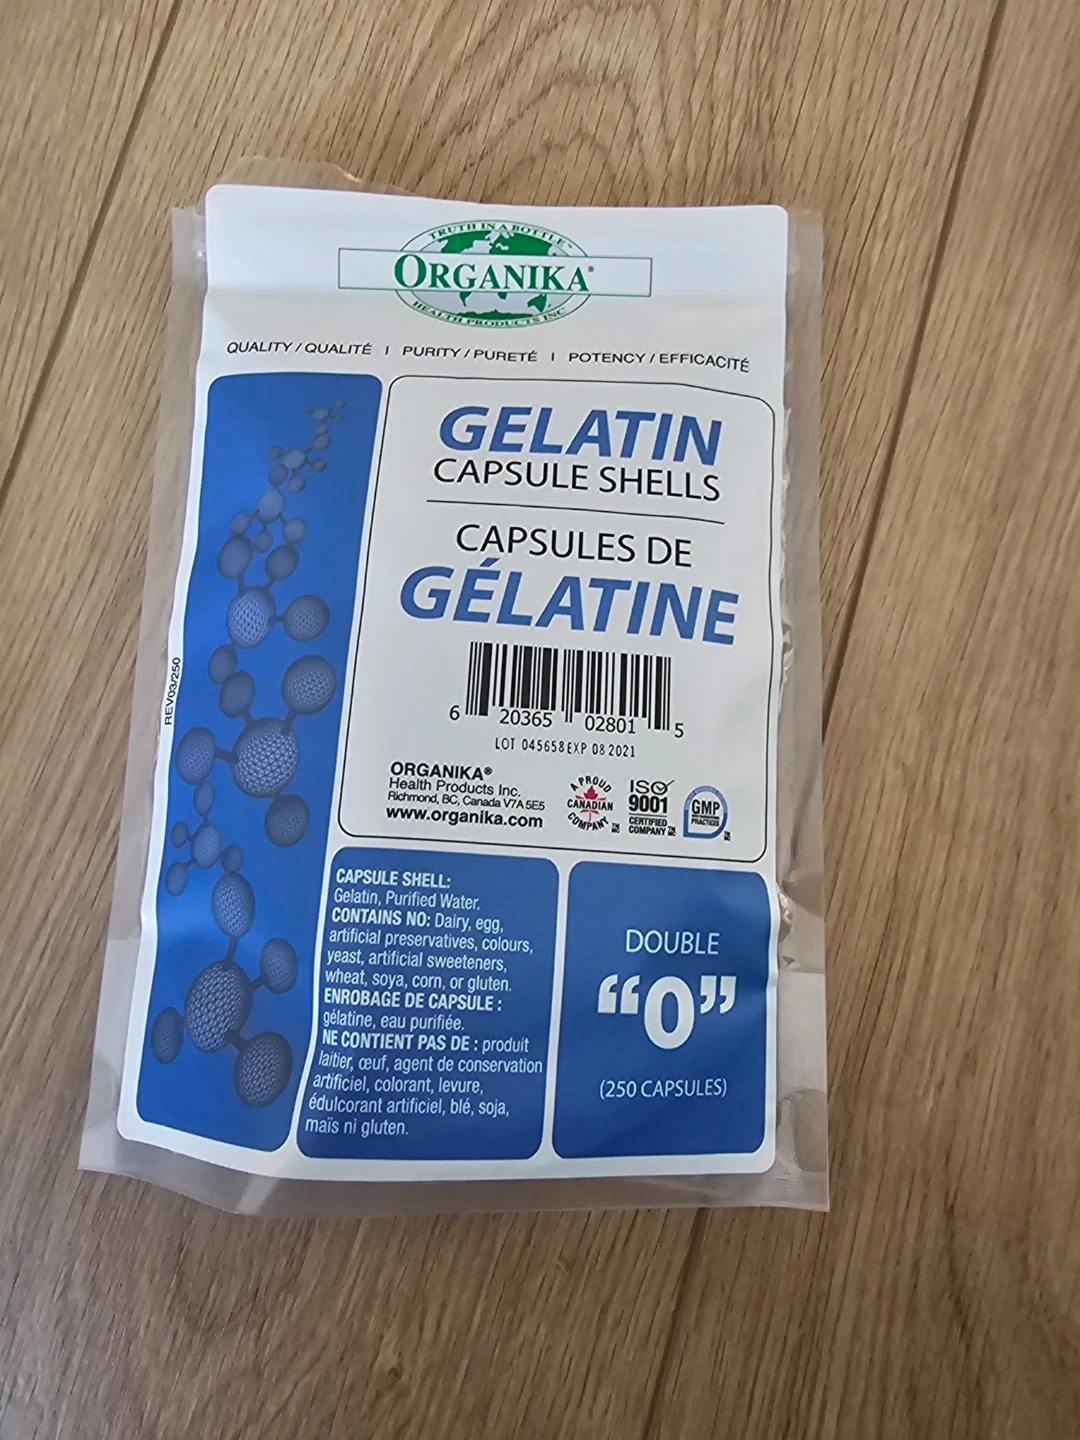 TRUTH IN A BOTTLE™
ORGANIKA®
HEALTH PRODUCTS INC
QUALITY / QUALITÉ | PURITY / PURETÉ | POTENCY / EFFICACITÉ
GELATIN
CAPSULE SHELLS
CAPSULES DE
GÉLATINE
6 20365 02801 5
LOT 045658 EXP 08 2021
ORGANIKA®
Health Products Inc.
Richmond, BC, Canada V7A 5E5
www.organika.com
A PROUD
CANADIAN
COMPANY ™
ISO
9001
CERTIFIED
COMPANY ™
GMP
PRACTICES
REV03/250
CAPSULE SHELL:
Gelatin, Purified Water.
CONTAINS NO: Dairy, egg,
artificial preservatives, colours,
yeast, artificial sweeteners,
wheat, soya, corn, or gluten.
ENROBAGE DE CAPSULE :
gélatine, eau purifiée.
NE CONTIENT PAS DE : produit
laitier, œuf, agent de conservation
artificiel, colorant, levure,
édulcorant artificiel, blé, soja,
maïs ni gluten.
DOUBLE
“0”
(250 CAPSULES)